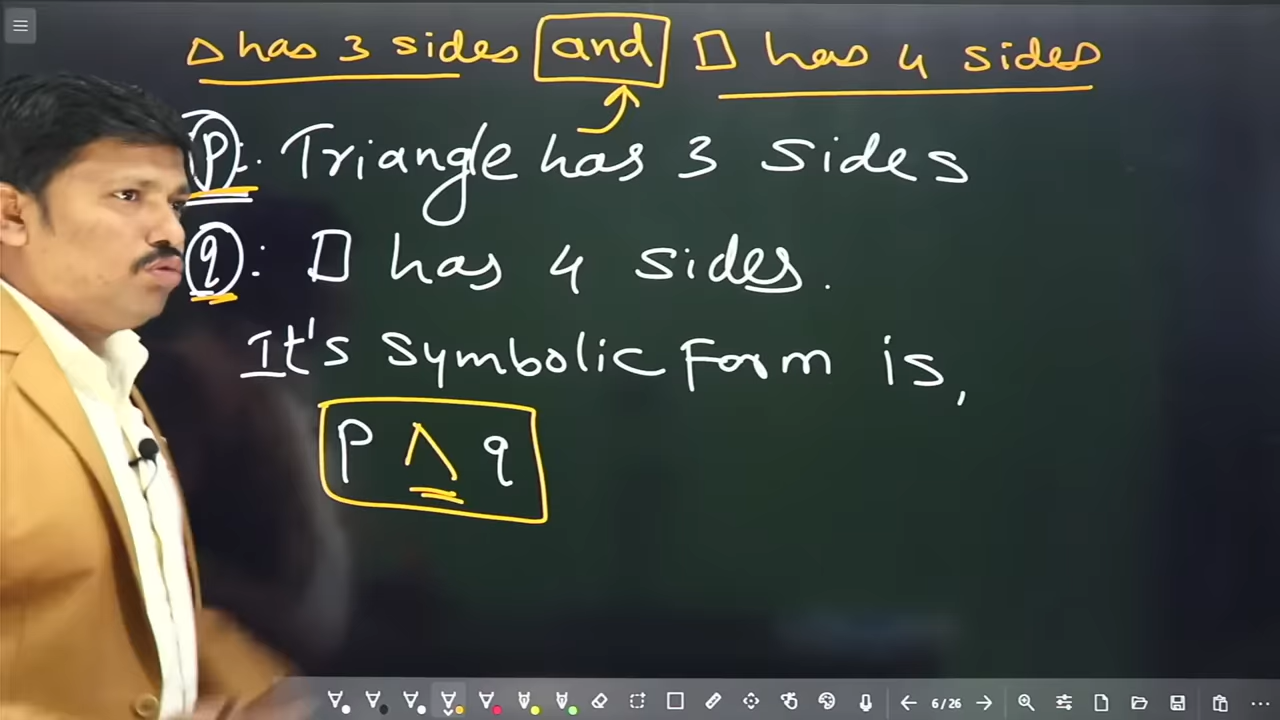 △ has 3 sides and □ has 4 sides
p: Triangle has 3 sides
q: □ has 4 sides.
It's Symbolic Form is,
p ∧ q
6/26